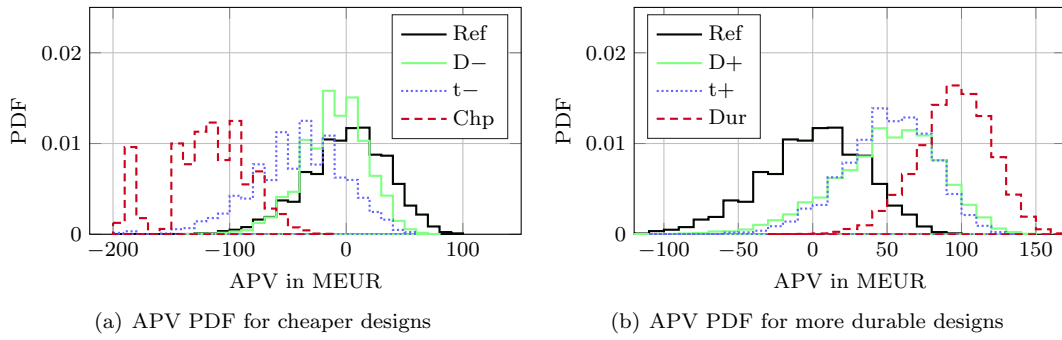 0.02
0.01
0
PDF
−200
−100
0
100
APV in MEUR
Ref
D−
t−
Chp
(a) APV PDF for cheaper designs
0.02
0.01
0
PDF
−100
−50
0
50
100
150
APV in MEUR
Ref
D+
t+
Dur
(b) APV PDF for more durable designs